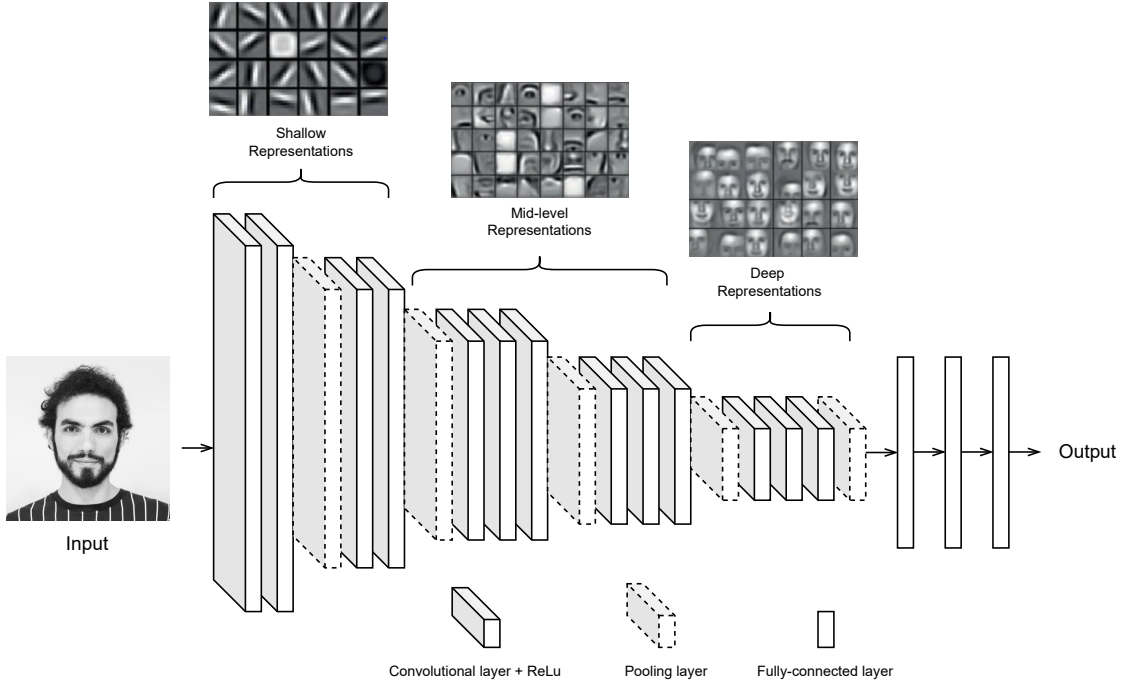 Shallow
Representations
Mid-level
Representations
Deep
Representations
Input
Output
Convolutional layer + ReLu
Pooling layer
Fully-connected layer